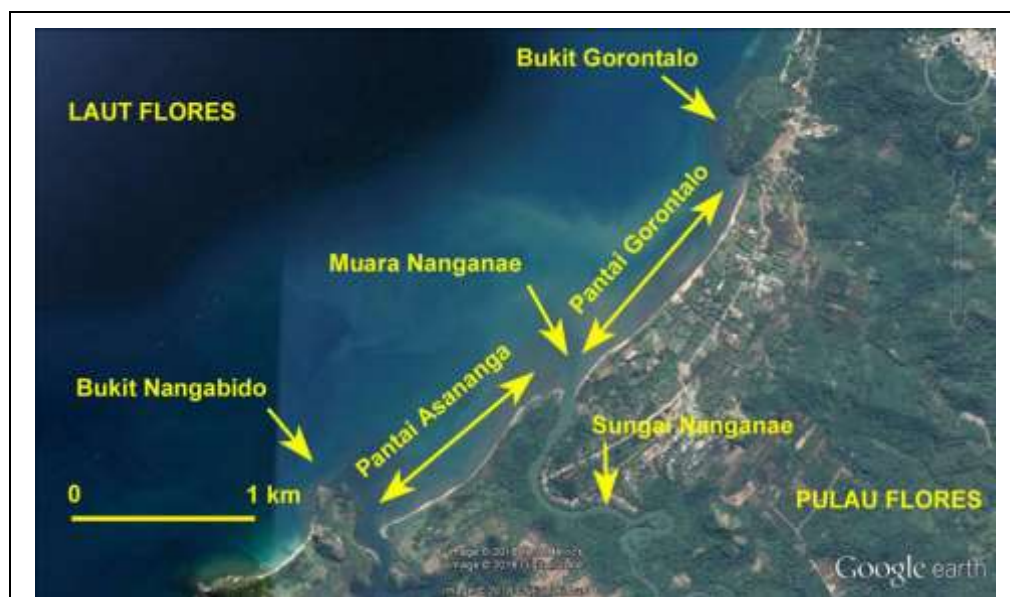 Bukit Gorontalo
LAUT FLORES
Pantai Gorontalo
Muara Nanganae
Pantai Asananga
Bukit Nangabido
Sungai Nanganae
0 1 km
PULAU FLORES
Google earth